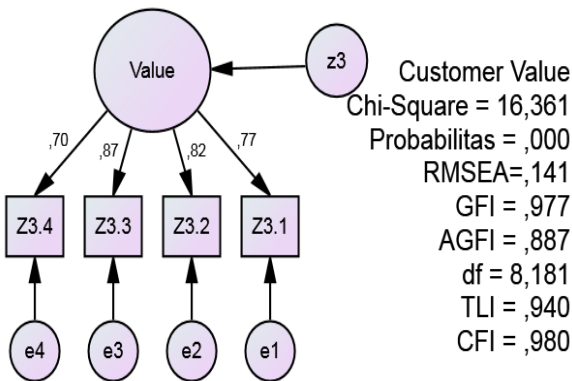 Value
z3
,70
,87
,82
,77
Z3.4
Z3.3
Z3.2
Z3.1
e4
e3
e2
e1
Customer Value
Chi-Square = 16,361
Probabilitas = ,000
RMSEA=,141
GFI = ,977
AGFI = ,887
df = 8,181
TLI = ,940
CFI = ,980